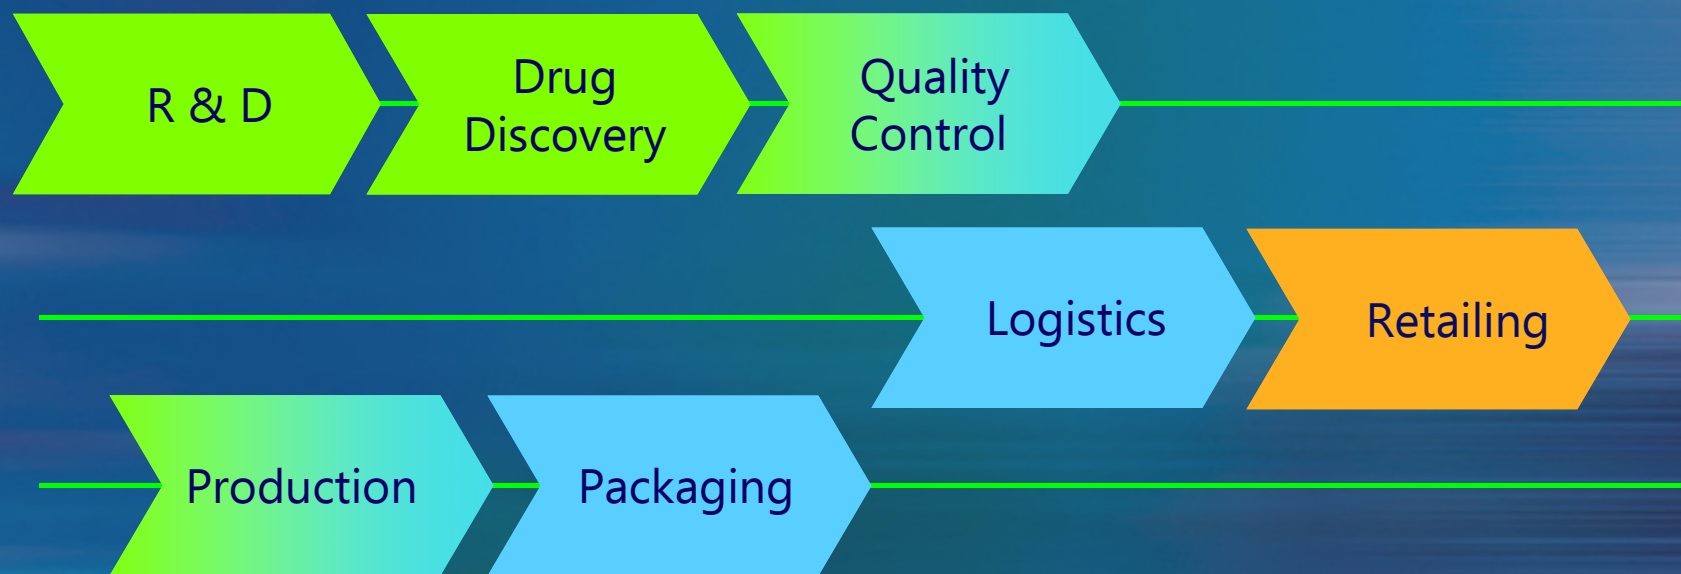 R & D
Drug
Discovery
Quality
Control
Logistics
Retailing
Production
Packaging